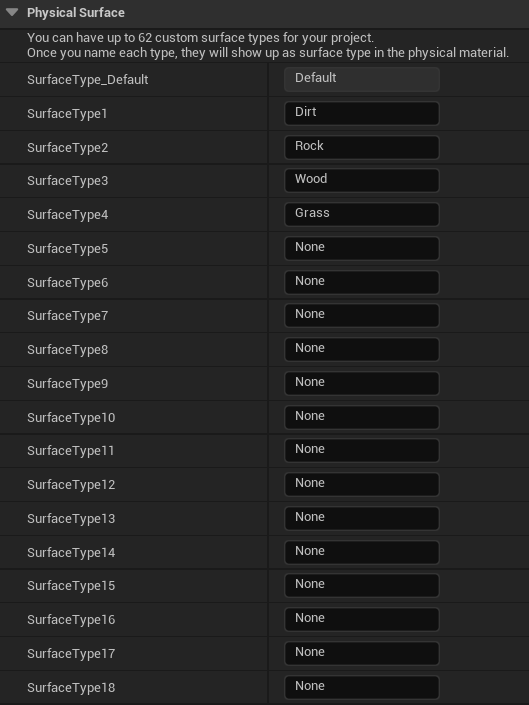 Physical Surface
You can have up to 62 custom surface types for your project.
Once you name each type, they will show up as surface type in the physical material.
SurfaceType_Default Default
SurfaceType1 Dirt
SurfaceType2 Rock
SurfaceType3 Wood
SurfaceType4 Grass
SurfaceType5 None
SurfaceType6 None
SurfaceType7 None
SurfaceType8 None
SurfaceType9 None
SurfaceType10 None
SurfaceType11 None
SurfaceType12 None
SurfaceType13 None
SurfaceType14 None
SurfaceType15 None
SurfaceType16 None
SurfaceType17 None
SurfaceType18 None